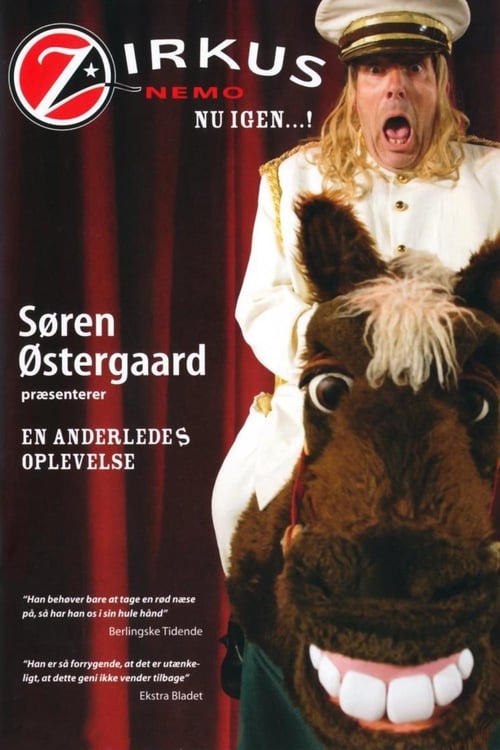 ZIRKUS
NEMO
NU IGEN...!
Søren
Østergaard
præsenterer
EN ANDERLEDES
OPLEVELSE
“Han behøver bare at tage en rød næse
på, så har han os i sin hule hånd”
Berlingske Tidende
“Han er så forrygende, at det er utænke-
ligt, at dette geni ikke vender tilbage”
Ekstra Bladet